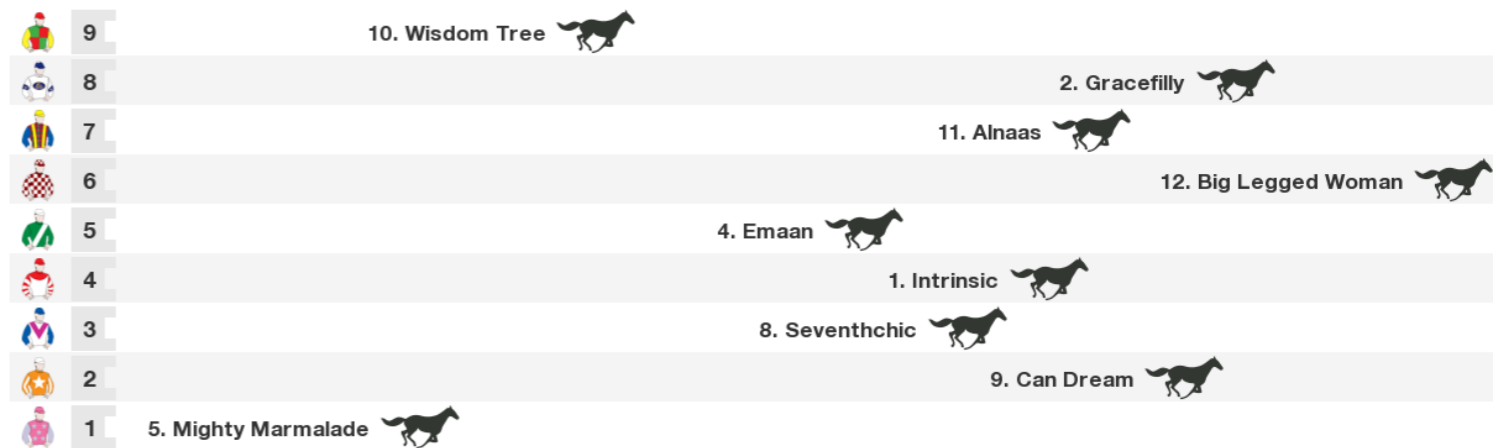 9 10. Wisdom Tree
8 2. Gracefilly
7 11. Alnaas
6 12. Big Legged Woman
5 4. Emaan
4 1. Intrinsic
3 8. Seventhchic
2 9. Can Dream
1 5. Mighty Marmalade